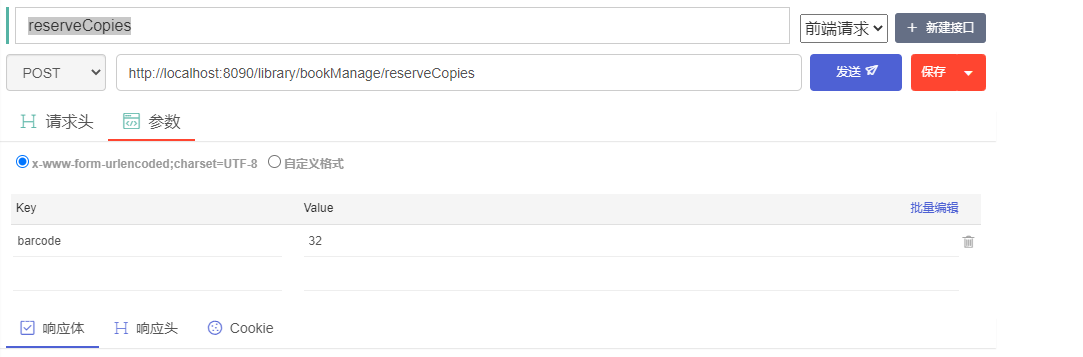 reserveCopies
前端请求
+ 新建接口
POST
http://localhost:8090/library/bookManage/reserveCopies
发送
保存
请求头
参数
x-www-form-urlencoded;charset=UTF-8
自定义格式
Key
Value
批量编辑
barcode
32
响应体
响应头
Cookie